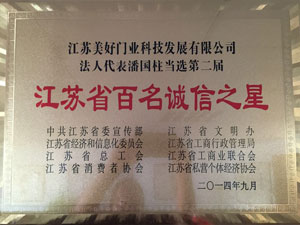 江苏美好门业科技发展有限公司
法人代表潘国柱当选第二届
江苏省百名诚信之星
中共江苏省委宣传部 江苏省文明办
江苏省经济和信息化委员会 江苏省工商行政管理局
江苏省总工会 江苏省工商业联合会
江苏省消费者协会 江苏省私营个体经济协会
二〇一四年九月